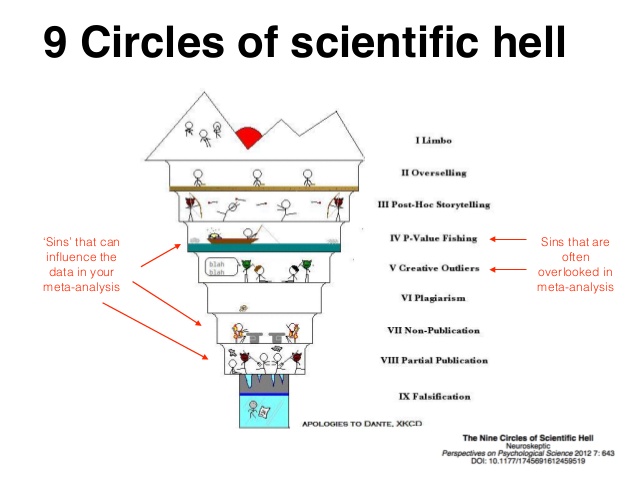 9 Circles of scientific hell
I Limbo
II Overselling
III Post-Hoc Storytelling
IV P-Value Fishing
V Creative Outliers
VI Plagiarism
VII Non-Publication
VIII Partial Publication
IX Falsification
'Sins' that can
influence the
data in your
meta-analysis
Sins that are
often
overlooked in
meta-analysis
blah
blah
APOLOGIES TO DANTE, XKCD
The Nine Circles of Scientific Hell
Neuroskeptic
Perspectives on Psychological Science 2012 7: 643
DOI: 10.1177/1745691612459519